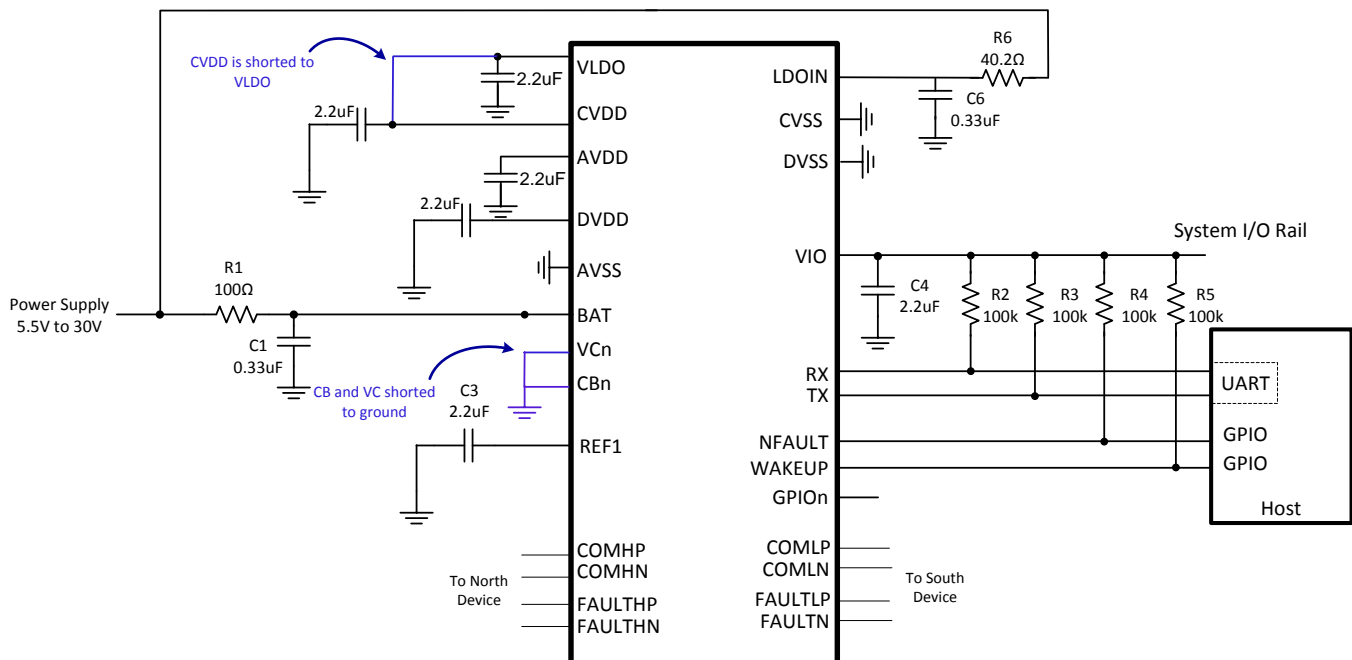 CVDD is shorted to
VLDO
2.2uF
2.2uF
2.2uF
2.2uF
VLDO
CVDD
AVDD
DVDD
AVSS
BAT
VCn
CBn
REF1
COMHP
COMHN
FAULTHP
FAULTHN
Power Supply
5.5V to 30V
R1
100Ω
C1
0.33uF
CB and VC shorted
to ground
C3
2.2uF
To North
Device
LDOIN
CVSS
DVSS
VIO
RX
TX
NFAULT
WAKEUP
GPIOn
COMLP
COMLN
FAULTLP
FAULTN
R6
40.2Ω
C6
0.33uF
System I/O Rail
C4
2.2uF
R2
100k
R3
100k
R4
100k
R5
100k
UART
GPIO
GPIO
Host
To South
Device